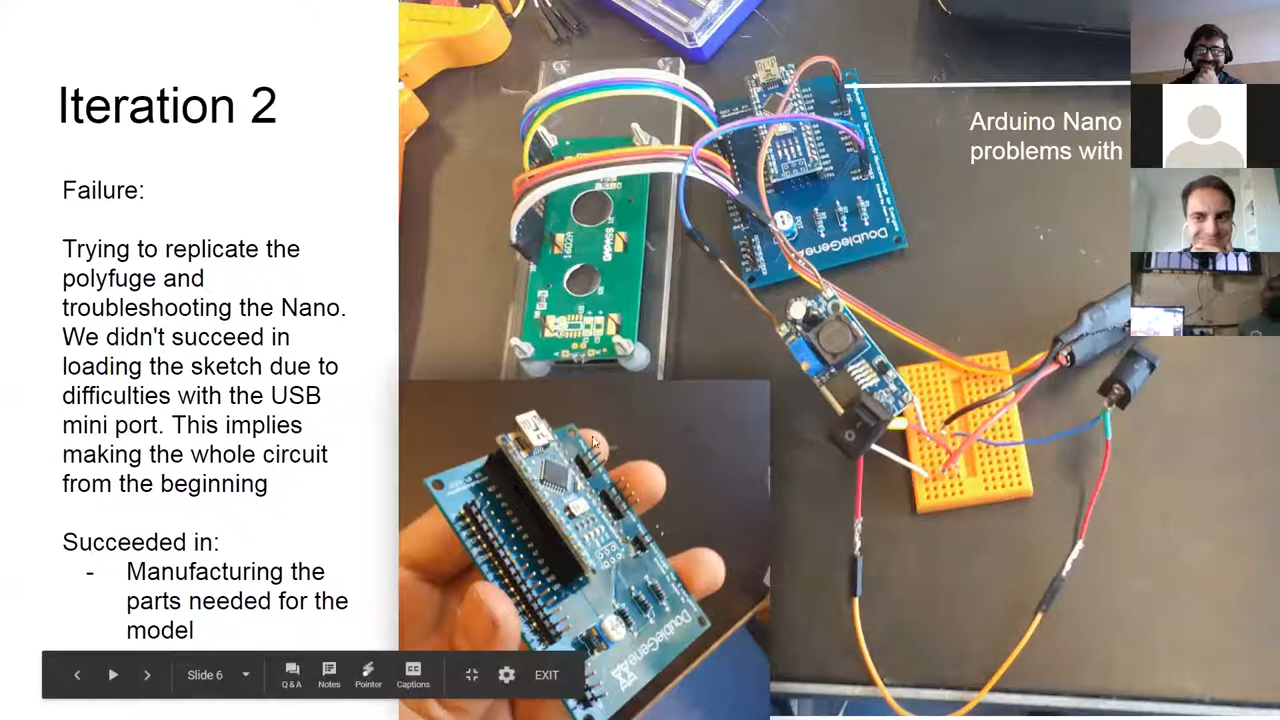 Iteration 2
Failure:
Trying to replicate the
polyfuge and
troubleshooting the Nano.
We didn't succeed in
loading the sketch due to
difficulties with the USB
mini port. This implies
making the whole circuit
from the beginning
Succeeded in:
- Manufacturing the
parts needed for the
model
Arduino Nano
problems with
1602A
QAPASS
POT
DoubleGene
DoubleGene
Slide 6
Q & A
Notes
Pointer
Captions
EXIT